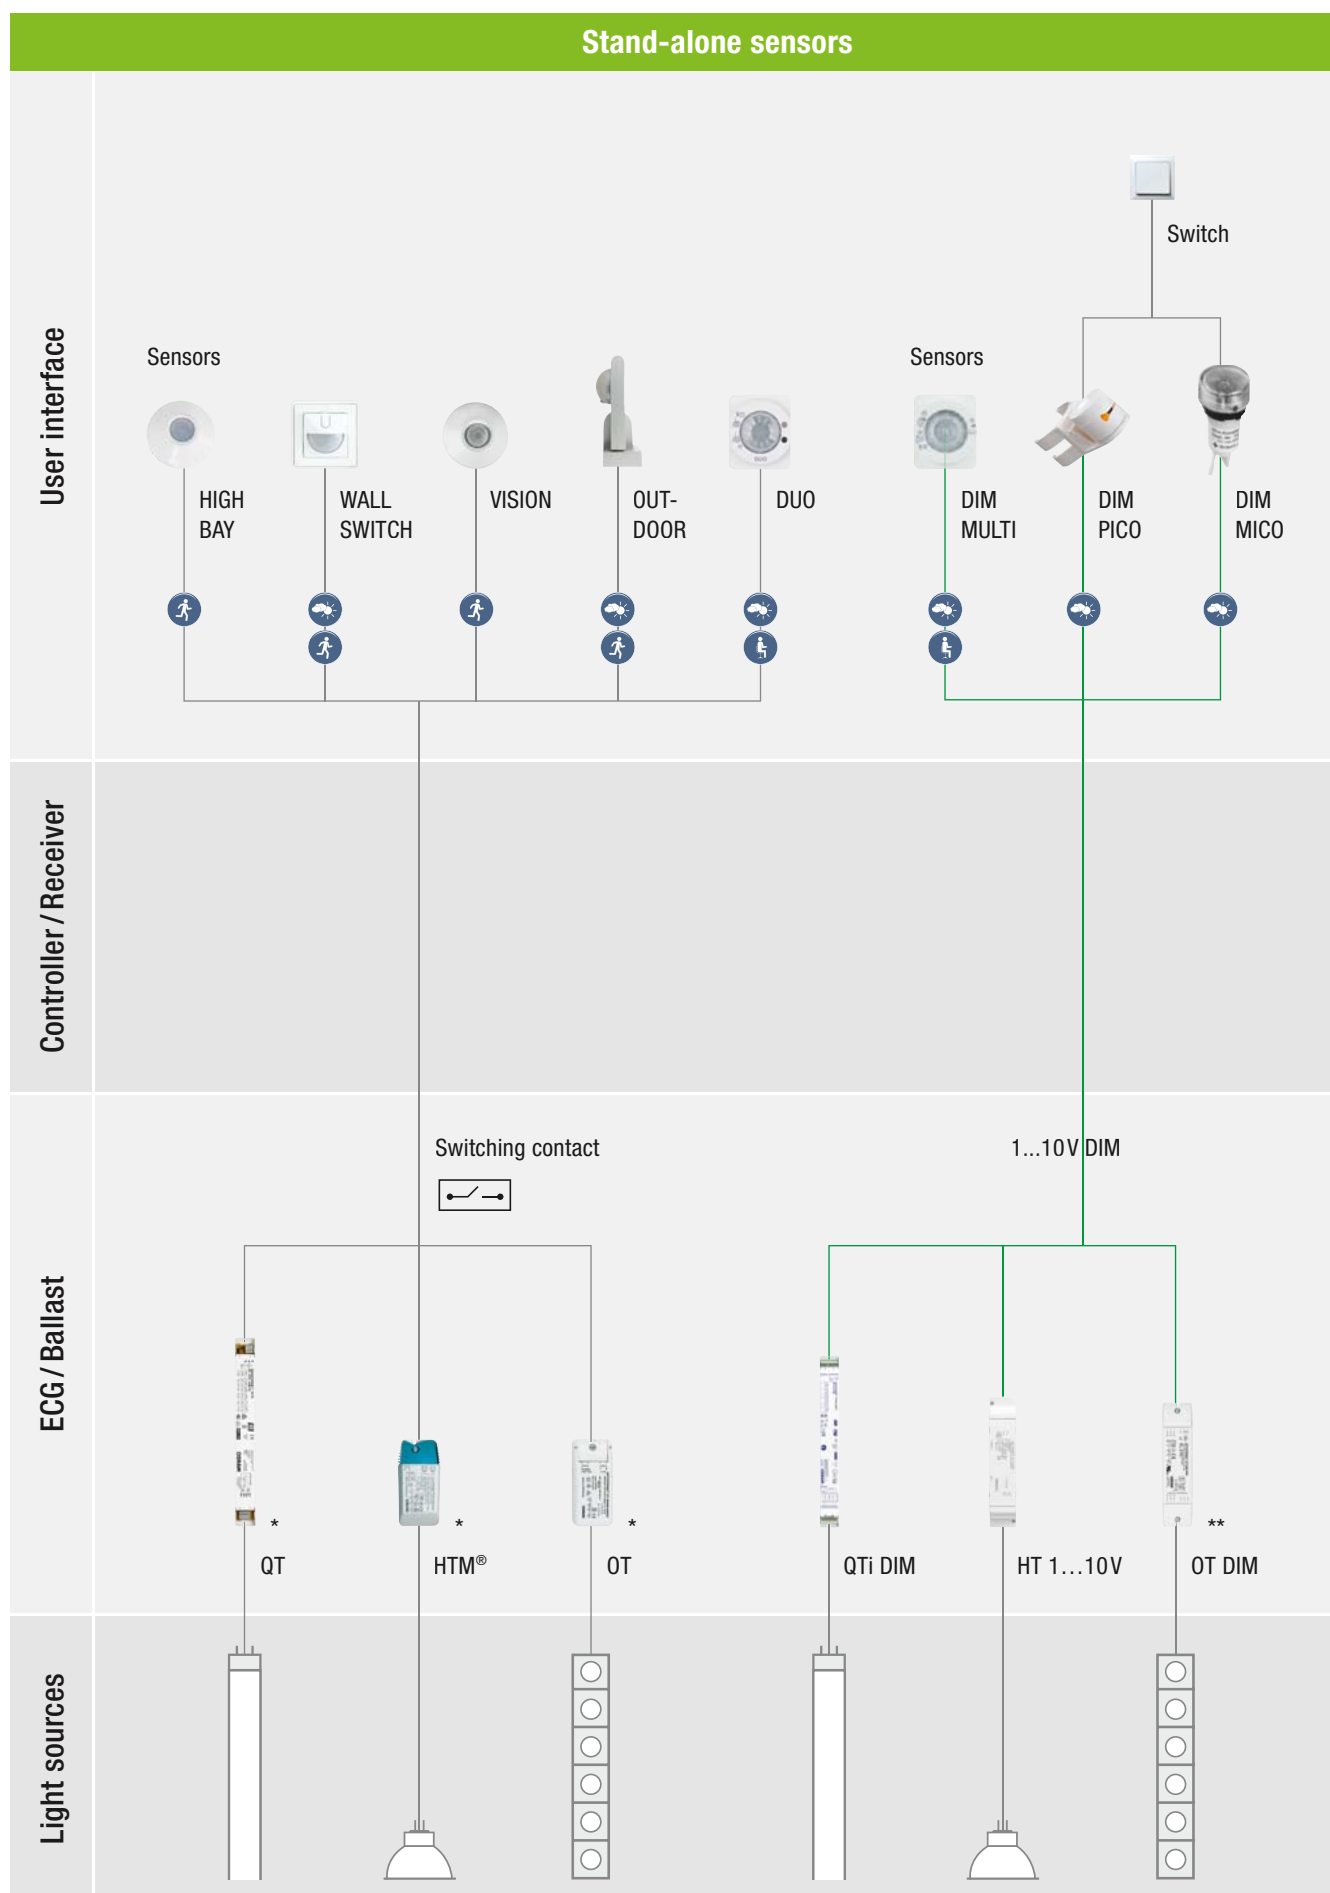 Stand-alone sensors
User interface
Switch
Sensors
Sensors
HIGH
BAY
WALL
SWITCH
VISION
OUT-
DOOR
DUO
DIM
MULTI
DIM
PICO
DIM
MICO
Controller / Receiver
ECG / Ballast
Switching contact
1...10 V DIM
*
*
*
**
QT
HTM®
OT
QTi DIM
HT 1...10 V
OT DIM
Light sources